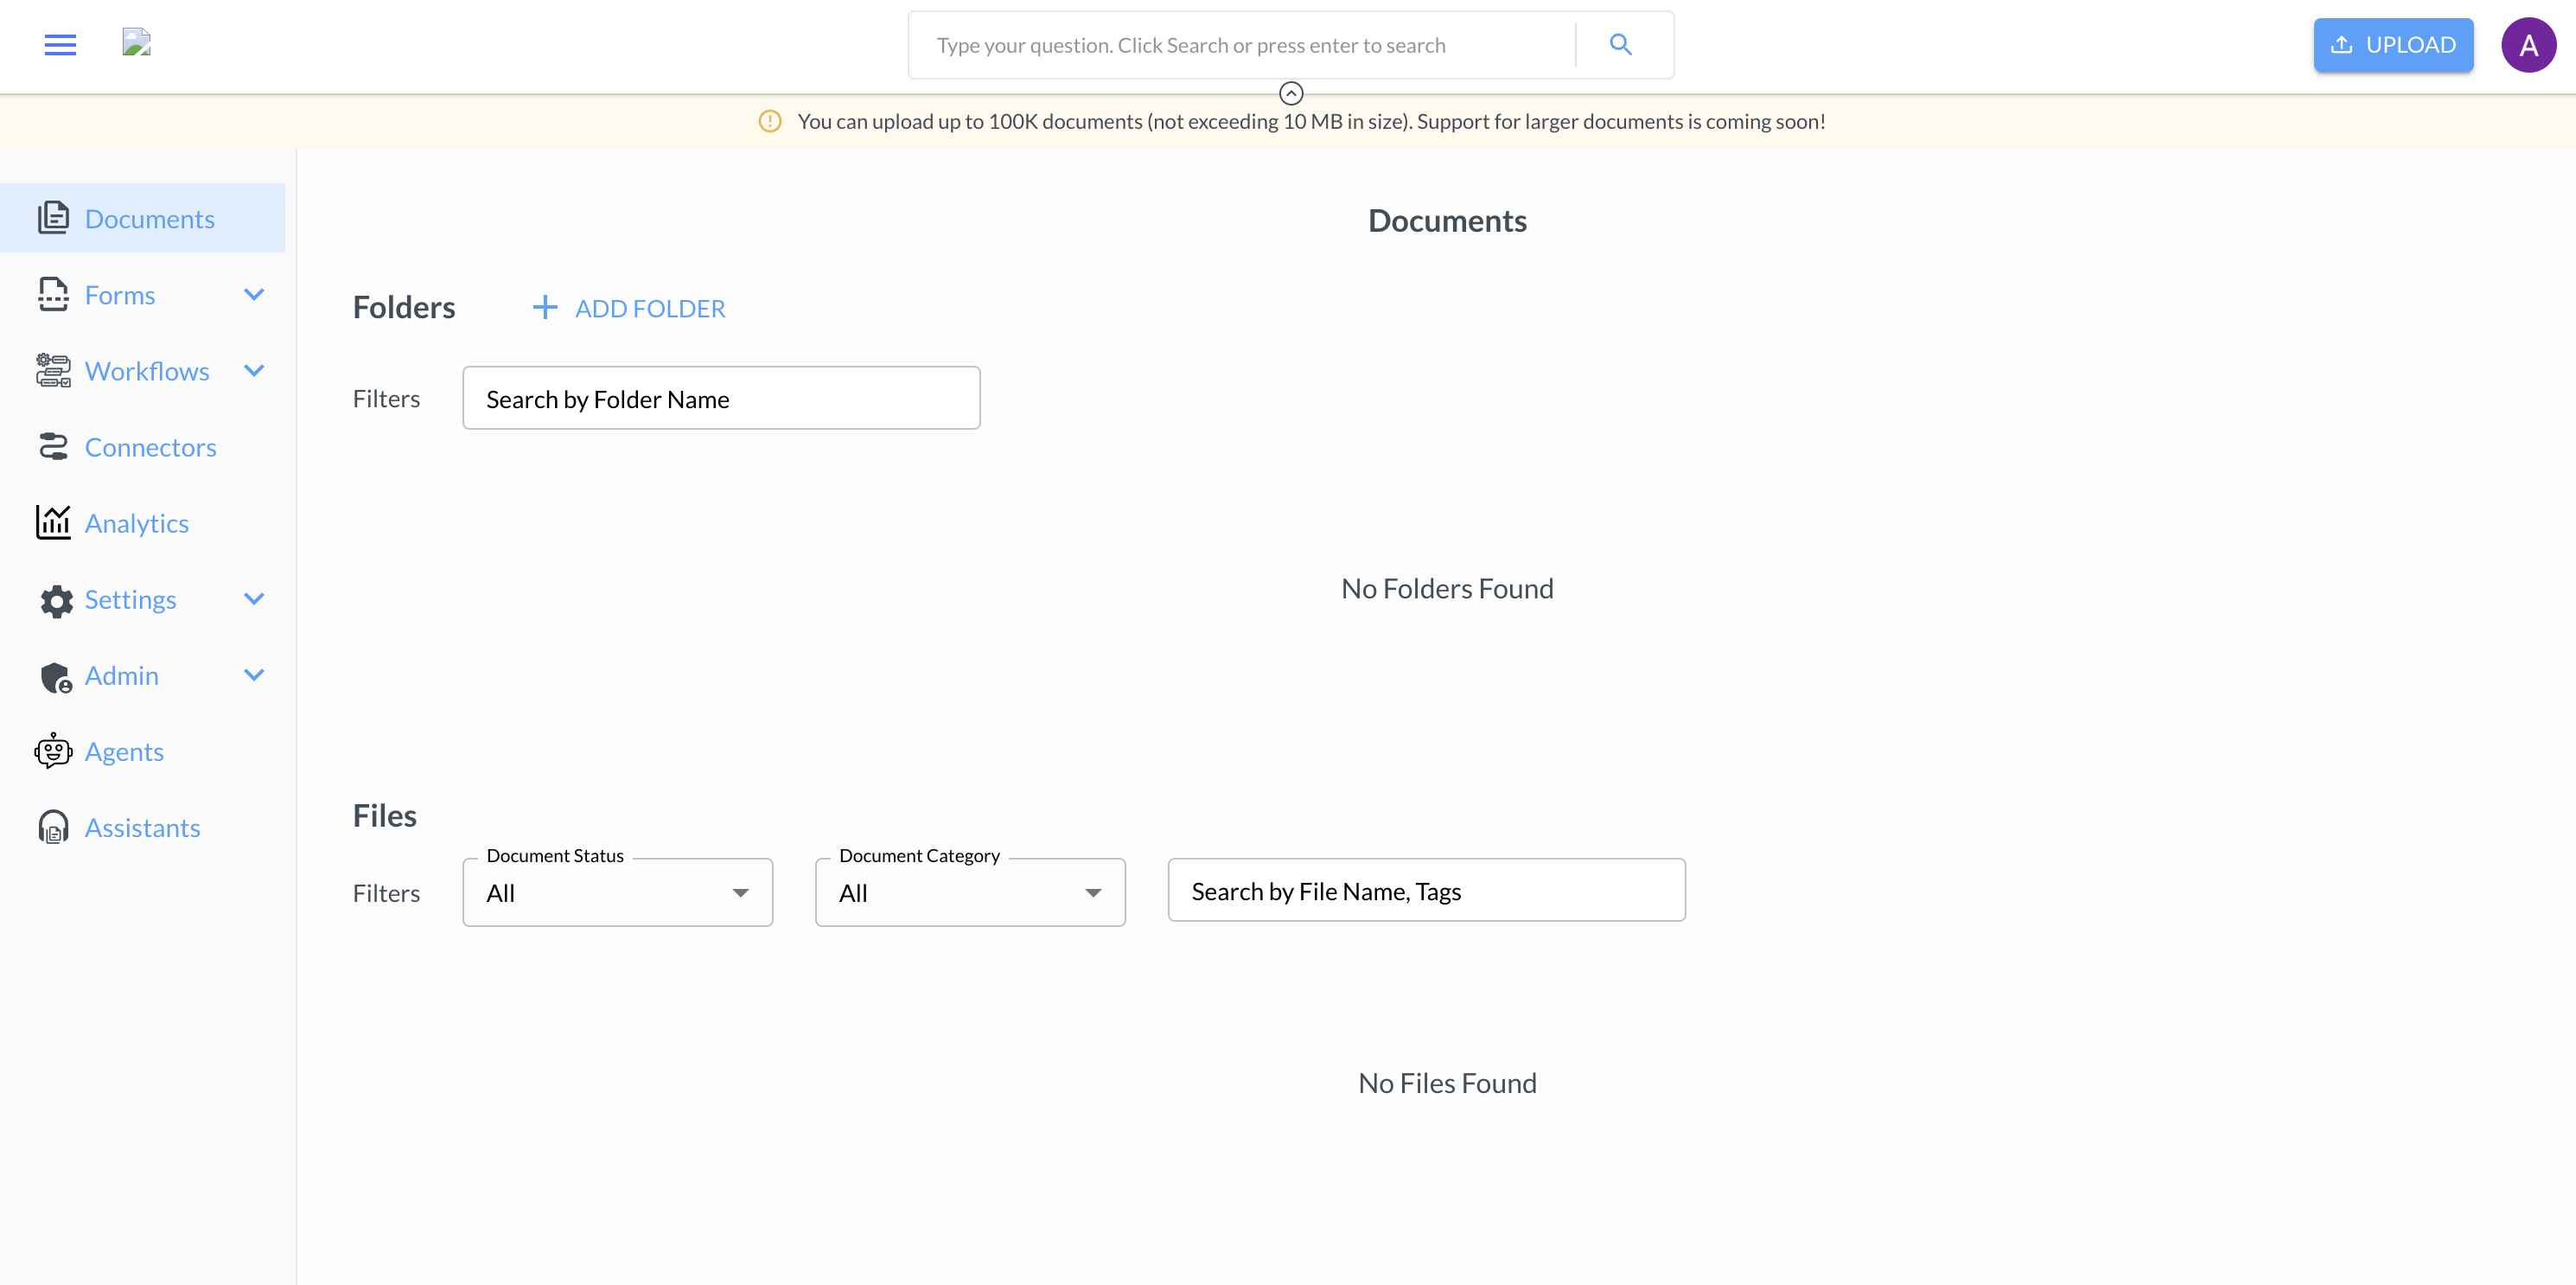 Type your question. Click Search or press enter to search
UPLOAD
A
You can upload up to 100K documents (not exceeding 10 MB in size). Support for larger documents is coming soon!
Documents
Forms
Workflows
Connectors
Analytics
Settings
Admin
Agents
Assistants
Documents
Folders
ADD FOLDER
Filters
Search by Folder Name
No Folders Found
Files
Filters
Document Status
All
Document Category
All
Search by File Name, Tags
No Files Found